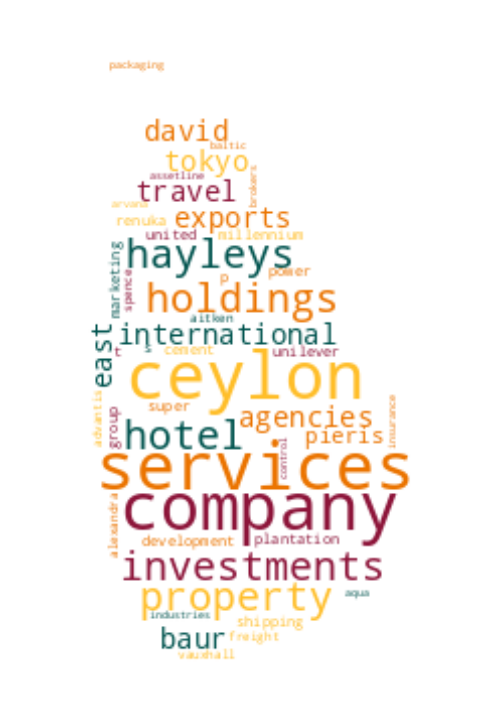 packaging
david
baltic
tokyo
assetline
brokers
travel
arvana
renuka
exports
united
millennium
marketing
hayleys
spence
p
power
holdings
aitken
east
international
t
s
cement
unilever
ceylon
advantis
super
insurance
group
agencies
hotel
pieris
control
services
alexandra
company
development
plantation
investments
property
aqua
industries
shipping
baur
freight
vauxhall